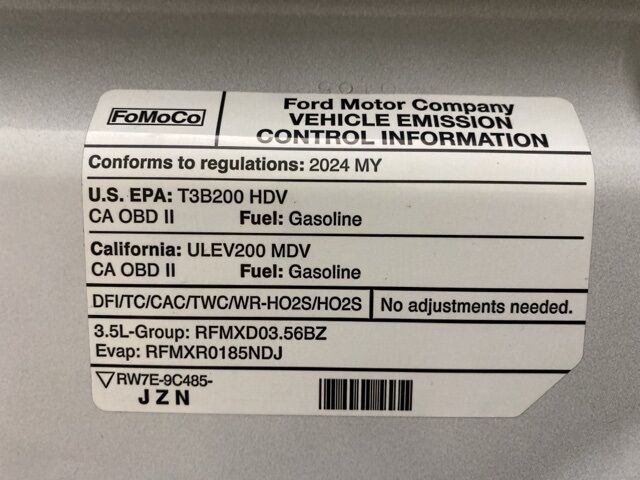 FoMoCo
Ford Motor Company
VEHICLE EMISSION
CONTROL INFORMATION
Conforms to regulations: 2024 MY
U.S. EPA: T3B200 HDV
CA OBD II Fuel: Gasoline
California: ULEV200 MDV
CA OBD II Fuel: Gasoline
DFI/TC/CAC/TWC/WR-HO2S/HO2S No adjustments needed.
3.5L-Group: RFMXD03.56BZ
Evap: RFMXR0185NDJ
RW7E-9C485-
JZN